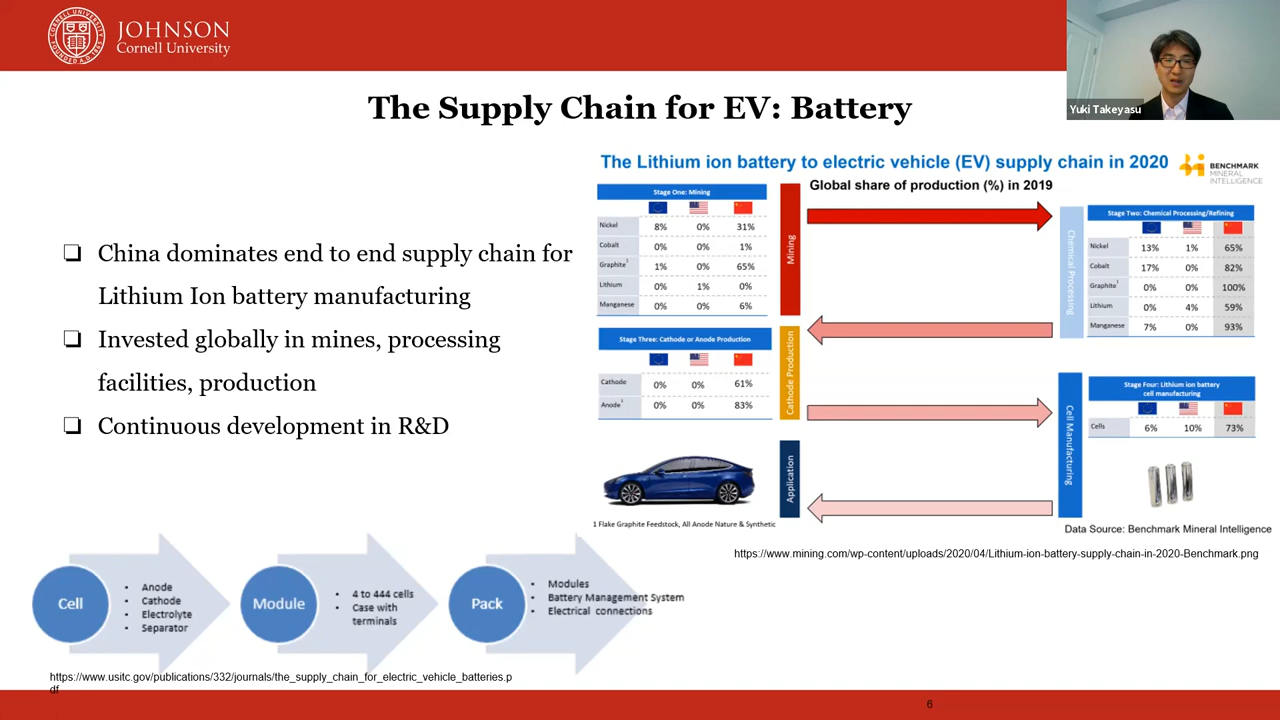 JOHNSON
Cornell University
Yuki Takeyasu
The Supply Chain for EV: Battery
❏ China dominates end to end supply chain for
Lithium Ion battery manufacturing
❏ Invested globally in mines, processing
facilities, production
❏ Continuous development in R&D
The Lithium ion battery to electric vehicle (EV) supply chain in 2020
BENCHMARK
MINERAL
INTELLIGENCE
Global share of production (%) in 2019
Stage One: Mining
Nickel 8% 0% 31%
Cobalt 0% 0% 1%
Graphite1 1% 0% 65%
Lithium 0% 1% 0%
Manganese 0% 0% 6%
Mining
Chemical Processing
Stage Two: Chemical Processing/Refining
Nickel 13% 1% 65%
Cobalt 17% 0% 82%
Graphite1 0% 0% 100%
Lithium 0% 4% 59%
Manganese 7% 0% 93%
Stage Three: Cathode or Anode Production
Cathode 0% 0% 61%
Anode1 0% 0% 83%
Cathode Production
Cell Manufacturing
Stage Four: Lithium ion battery
cell manufacturing
Cells 6% 10% 73%
Application
1 Flake Graphite Feedstock, All Anode Nature & Synthetic
Data Source: Benchmark Mineral Intelligence
https://www.mining.com/wp-content/uploads/2020/04/Lithium-ion-battery-supply-chain-in-2020-Benchmark.png
Cell
• Anode
• Cathode
• Electrolyte
• Separator
Module
• 4 to 444 cells
• Case with
terminals
Pack
• Modules
• Battery Management System
• Electrical connections
https://www.usitc.gov/publications/332/journals/the_supply_chain_for_electric_vehicle_batteries.p
df
6